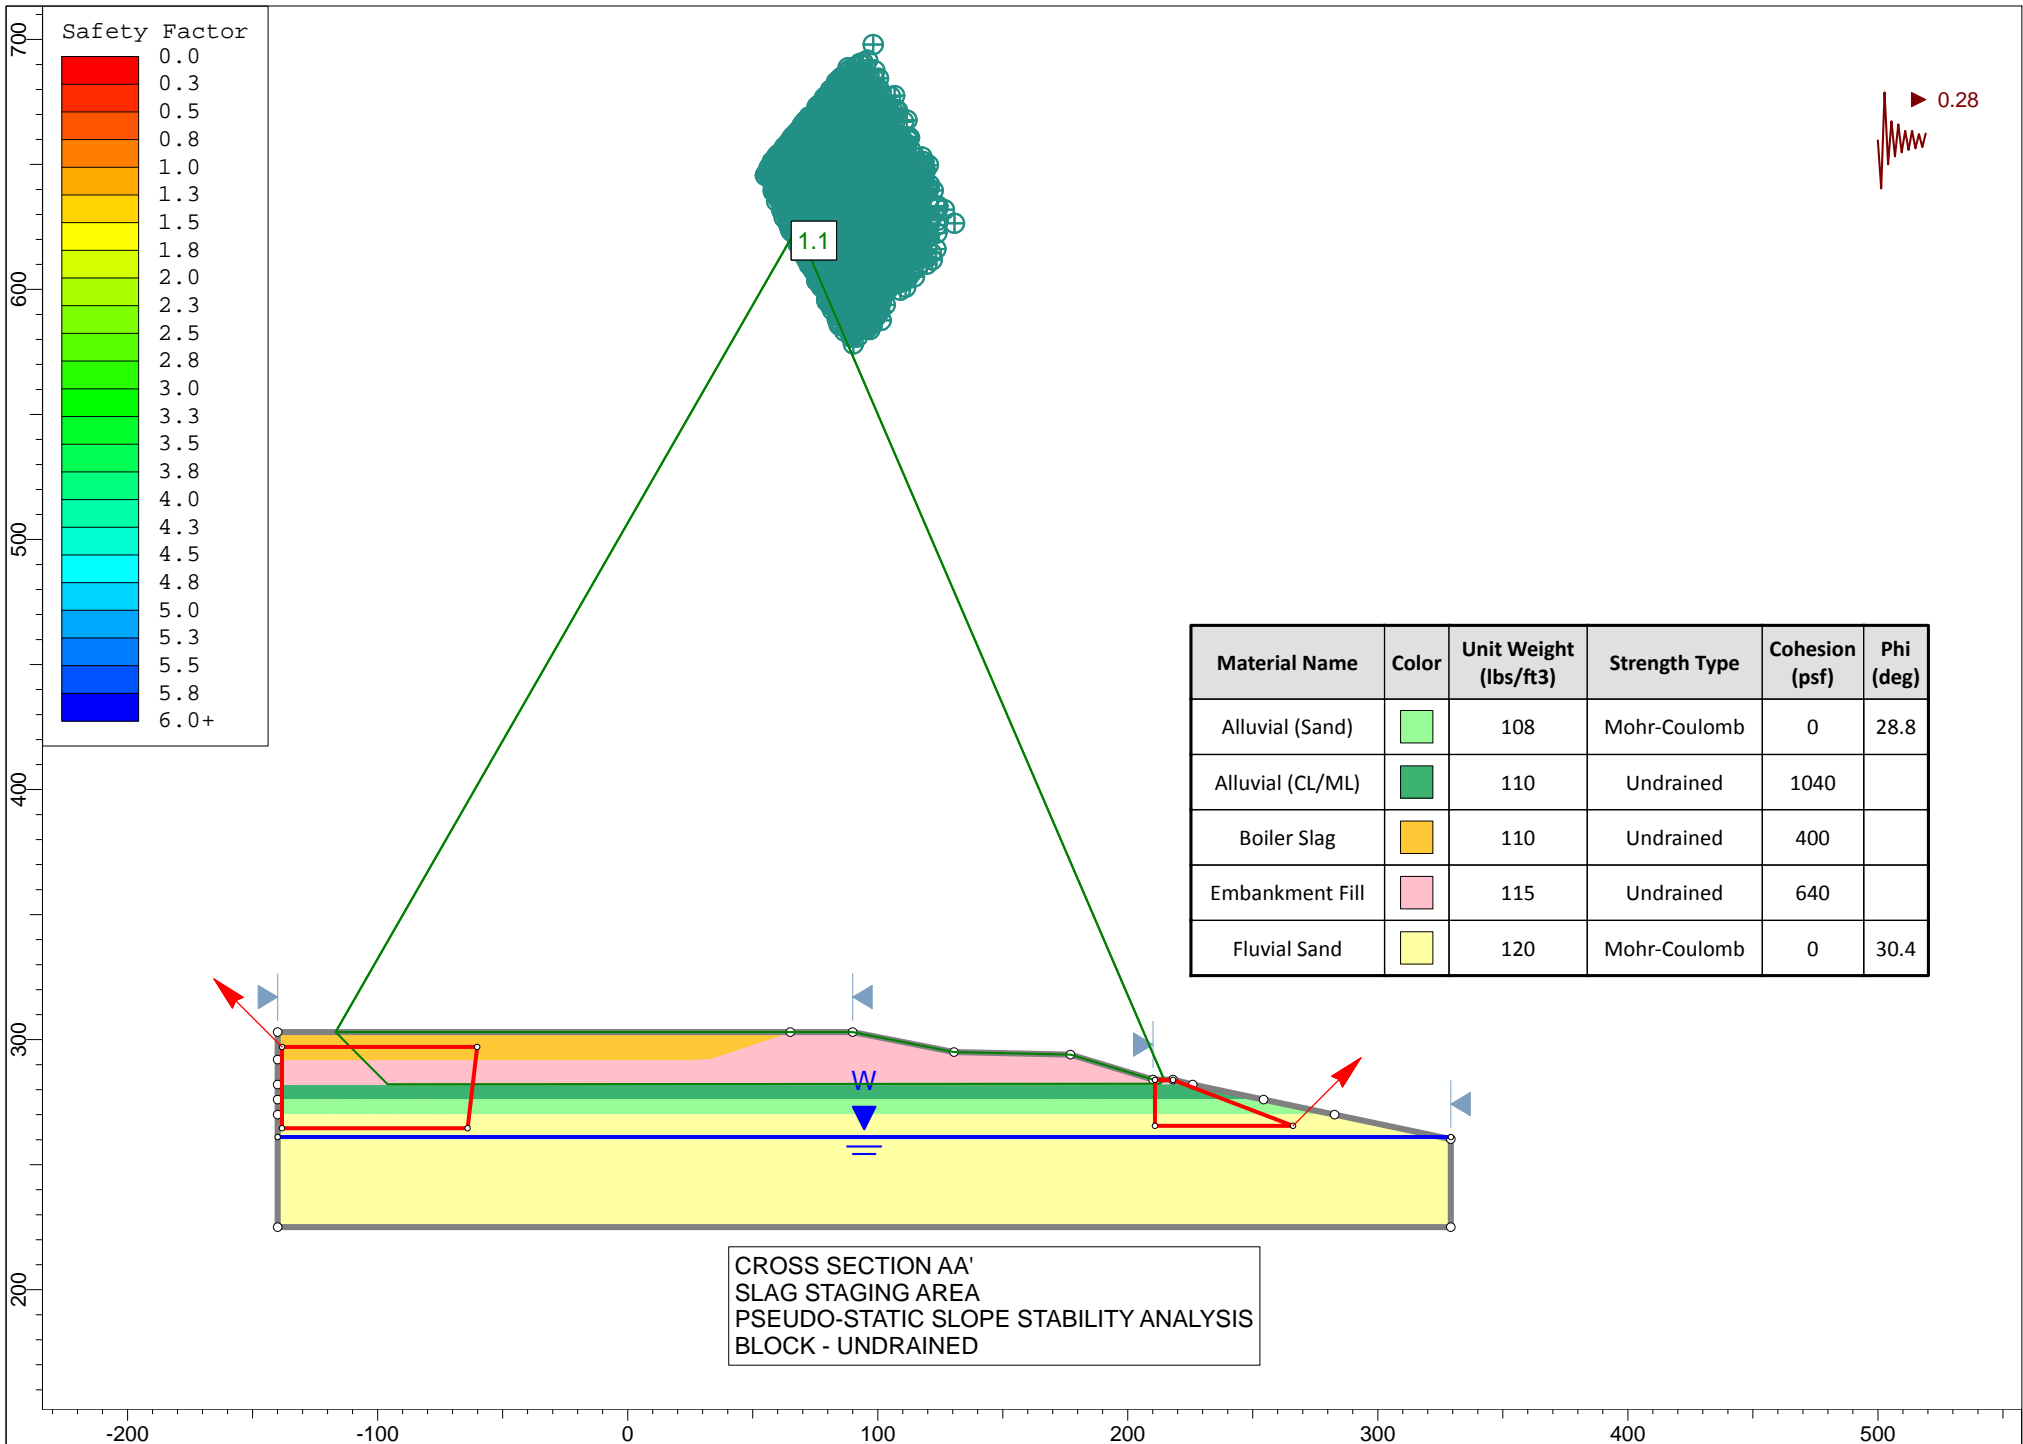 Safety Factor
0.0
0.3
0.5
0.8
1.0
1.3
1.5
1.8
2.0
2.3
2.5
2.8
3.0
3.3
3.5
3.8
4.0
4.3
4.5
4.8
5.0
5.3
5.5
5.8
6.0+
700
600
500
400
300
200
0.28
1.1
Material Name Color Unit Weight (lbs/ft3) Strength Type Cohesion (psf) Phi (deg)
Alluvial (Sand) 108 Mohr-Coulomb 0 28.8
Alluvial (CL/ML) 110 Undrained 1040
Boiler Slag 110 Undrained 400
Embankment Fill 115 Undrained 640
Fluvial Sand 120 Mohr-Coulomb 0 30.4
W
CROSS SECTION AA'
SLAG STAGING AREA
PSEUDO-STATIC SLOPE STABILITY ANALYSIS
BLOCK - UNDRAINED
-200 -100 0 100 200 300 400 500